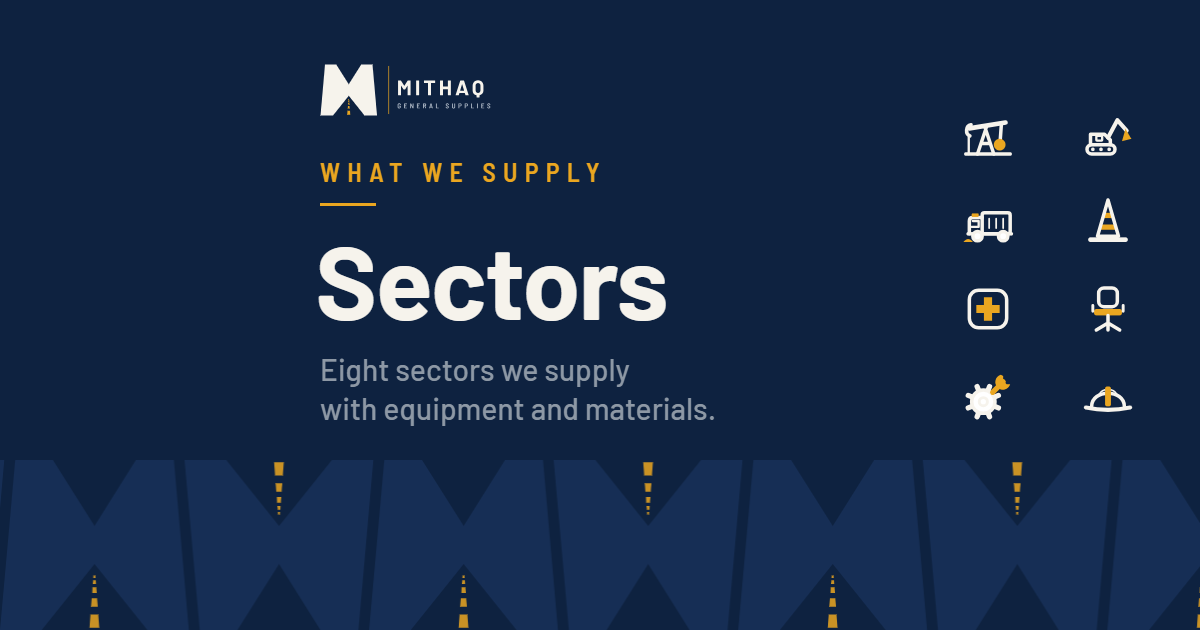 MITHAQ
GENERAL SUPPLIES
WHAT WE SUPPLY
Sectors
Eight sectors we supply
with equipment and materials.